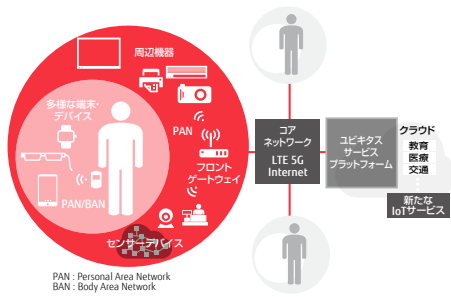 周辺機器
多様な端末・
デバイス
PAN
フロント
ゲートウェイ
PAN/BAN
センサーデバイス
コア
ネットワーク
LTE 5G
Internet
ユビキタス
サービス
プラットフォーム
クラウド
教育
医療
交通
新たな
IoTサービス
PAN : Personal Area Network
BAN : Body Area Network